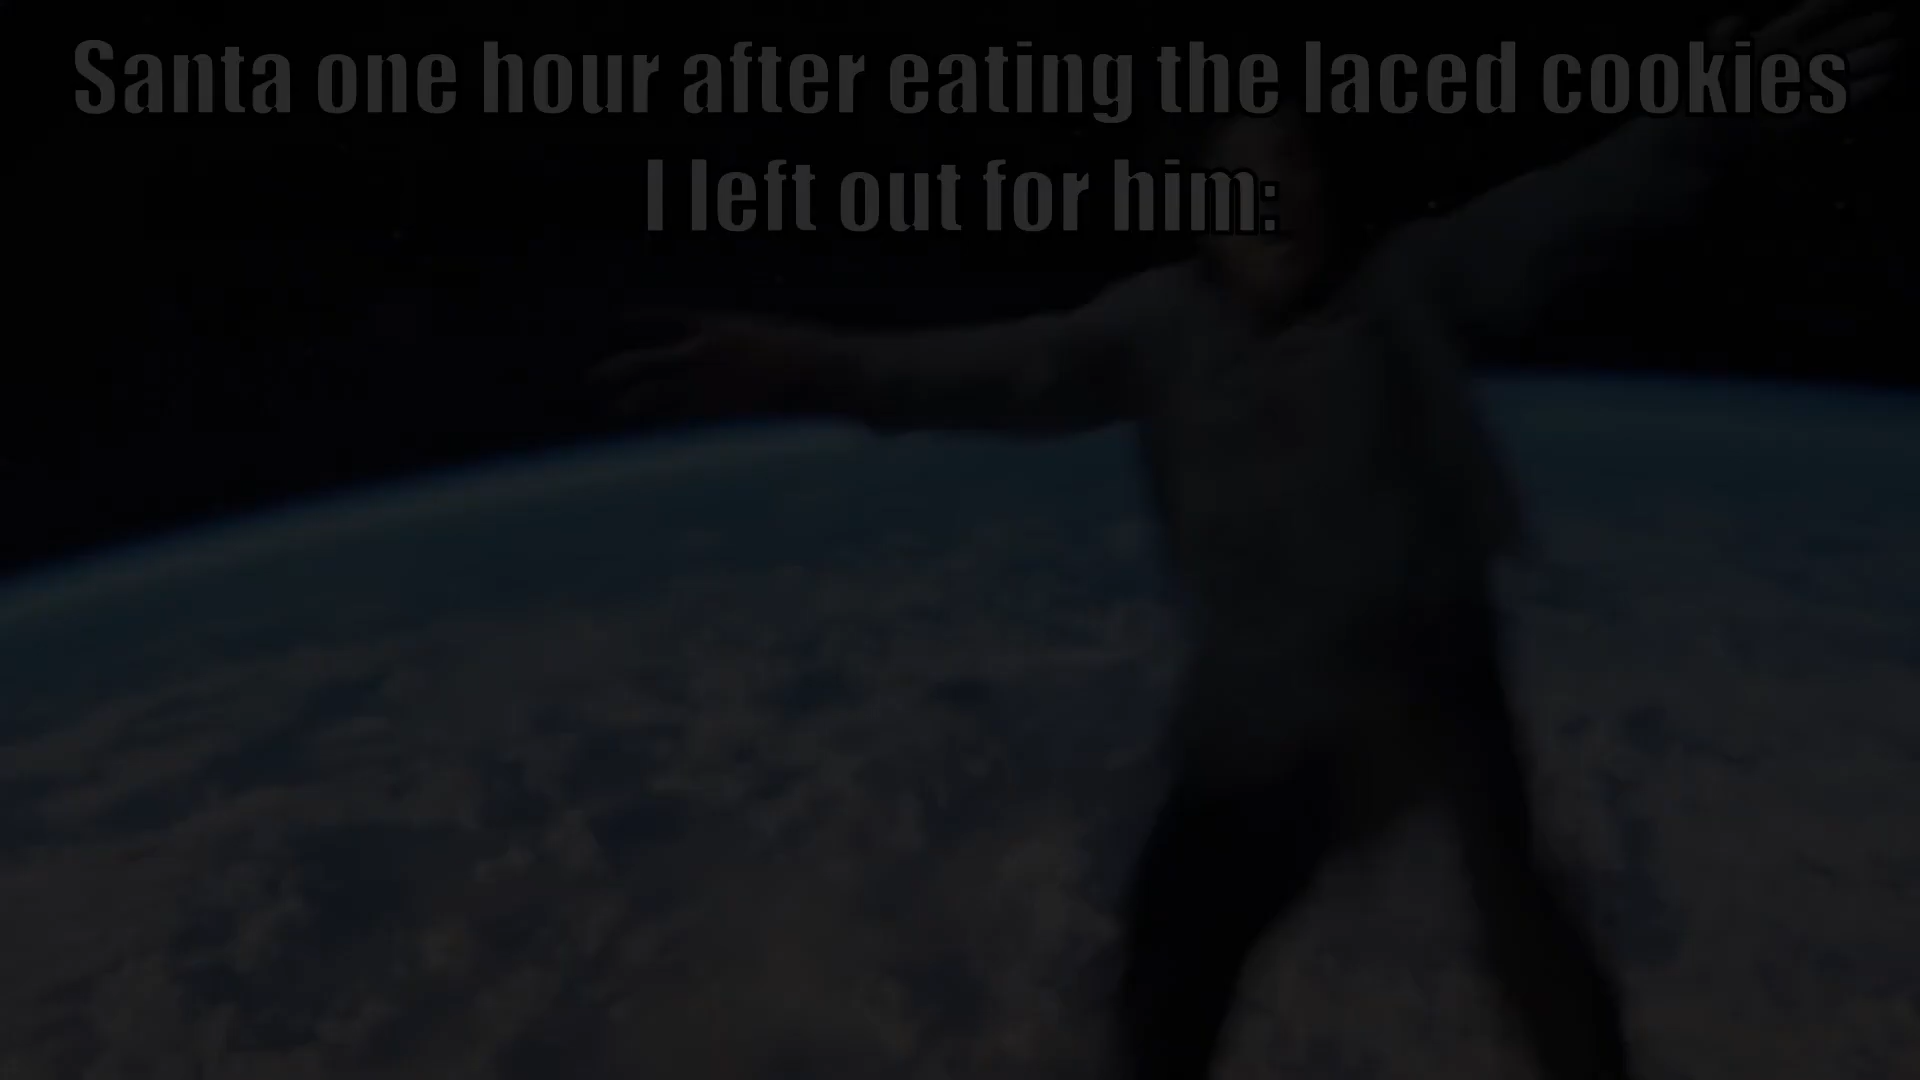 Santa one hour after eating the laced cookies
I left out for him: